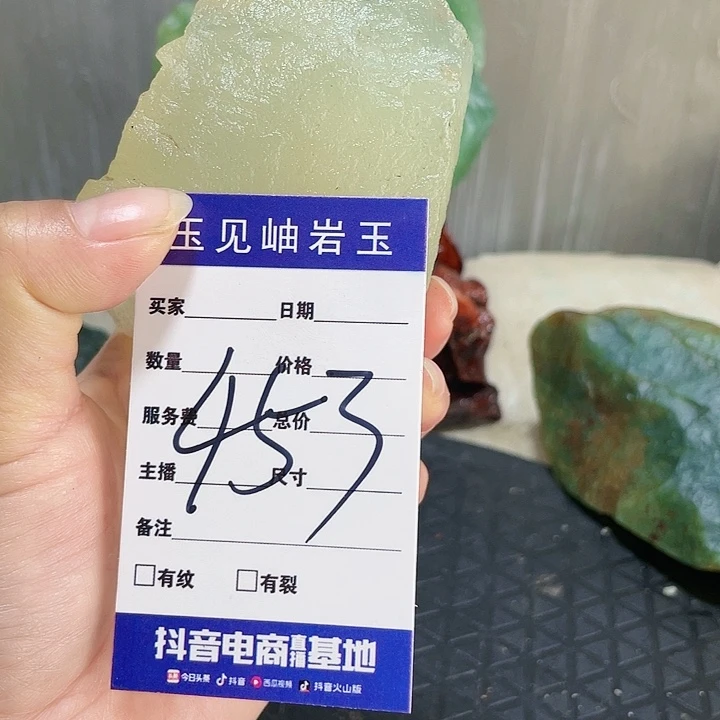 玉见岫岩玉
买家 日期
数量 价格
服务费 总价
主播 尺寸
453
备注
有纹 有裂
抖音电商直播基地
今日头条 抖音 西瓜视频 抖音火山版